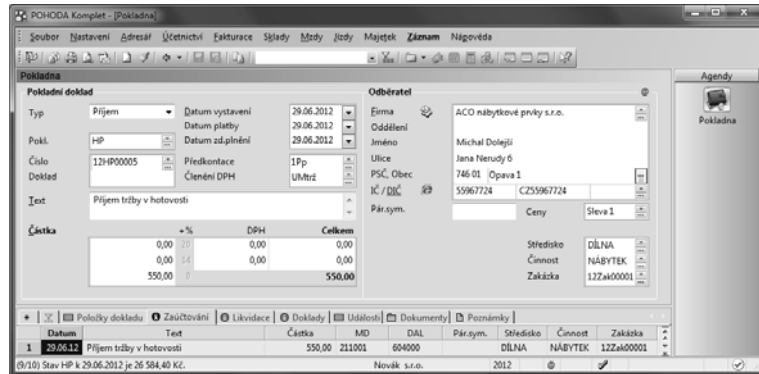 POHODA Komplet - [Pokladna]
Soubor Nastavení Adresář Účetnictví Fakturace Sklady Mzdy Jízdy Majetek Záznam Nápověda
Pokladna
Agendy
Pokladna
Pokladní doklad
Typ Příjem
Datum vystavení 29.06.2012
Datum platby 29.06.2012
Pokl. HP
Datum zd.plnění 29.06.2012
Číslo 12HP00005
Předkontace 1Pp
Doklad
Členění DPH UMtrž
Text Příjem tržby v hotovosti
Částka +% DPH Celkem
0,00 20 0,00 0,00
0,00 14 0,00 0,00
550,00 0 550,00
Odběratel @
Firma ACO nábytkové prvky s.r.o.
Oddělení
Jméno Michal Dolejší
Ulice Jana Nerudy 6
PSČ, Obec 746 01 Opava 1
IČ / DIČ 55967724 CZ55967724
Pár.sym. Ceny Sleva 1
Středisko DÍLNA
Činnost NÁBYTEK
Zakázka 12Zak00001
Položky dokladu Zaúčtování Likvidace Doklady Události Dokumenty Poznámky
Datum Text Částka MD DAL Pár.sym. Středisko Činnost Zakázka
1 29.06.12 Příjem tržby v hotovosti 550,00 211001 604000 DÍLNA NÁBYTEK 12Zak00001
(9/10) Stav HP k 29.06.2012 je 26 584,40 Kč. Novák s.r.o. 2012 @